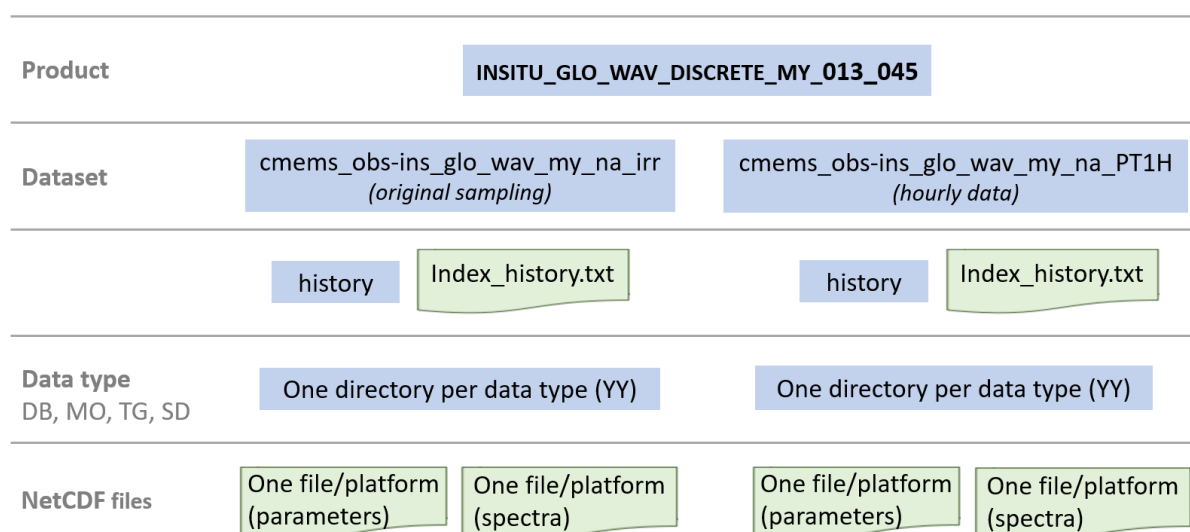 Product
INSITU_GLO_WAV_DISCRETE_MY_013_045
Dataset
cmems_obs-ins_glo_wav_my_na_irr
(original sampling)
cmems_obs-ins_glo_wav_my_na_PT1H
(hourly data)
history
Index_history.txt
history
Index_history.txt
Data type
DB, MO, TG, SD
One directory per data type (YY)
One directory per data type (YY)
NetCDF files
One file/platform
(parameters)
One file/platform
(spectra)
One file/platform
(parameters)
One file/platform
(spectra)